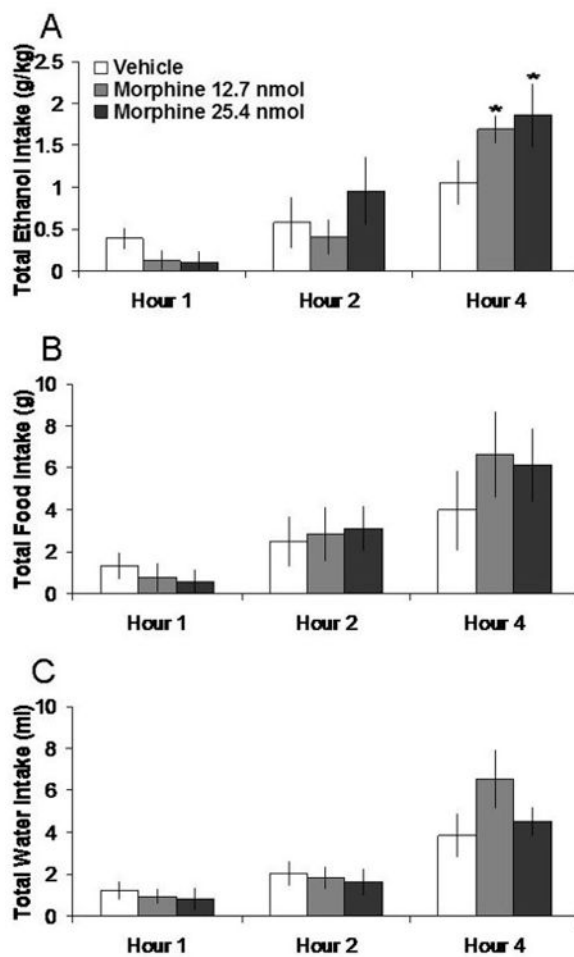 A
Total Ethanol Intake (g/kg)
2.5
2
1.5
1
0.5
0
Vehicle
Morphine 12.7 nmol
Morphine 25.4 nmol
* *
Hour 1 Hour 2 Hour 4
B
Total Food Intake (g)
10
8
6
4
2
0
Hour 1 Hour 2 Hour 4
C
Total Water Intake (ml)
10
8
6
4
2
0
Hour 1 Hour 2 Hour 4